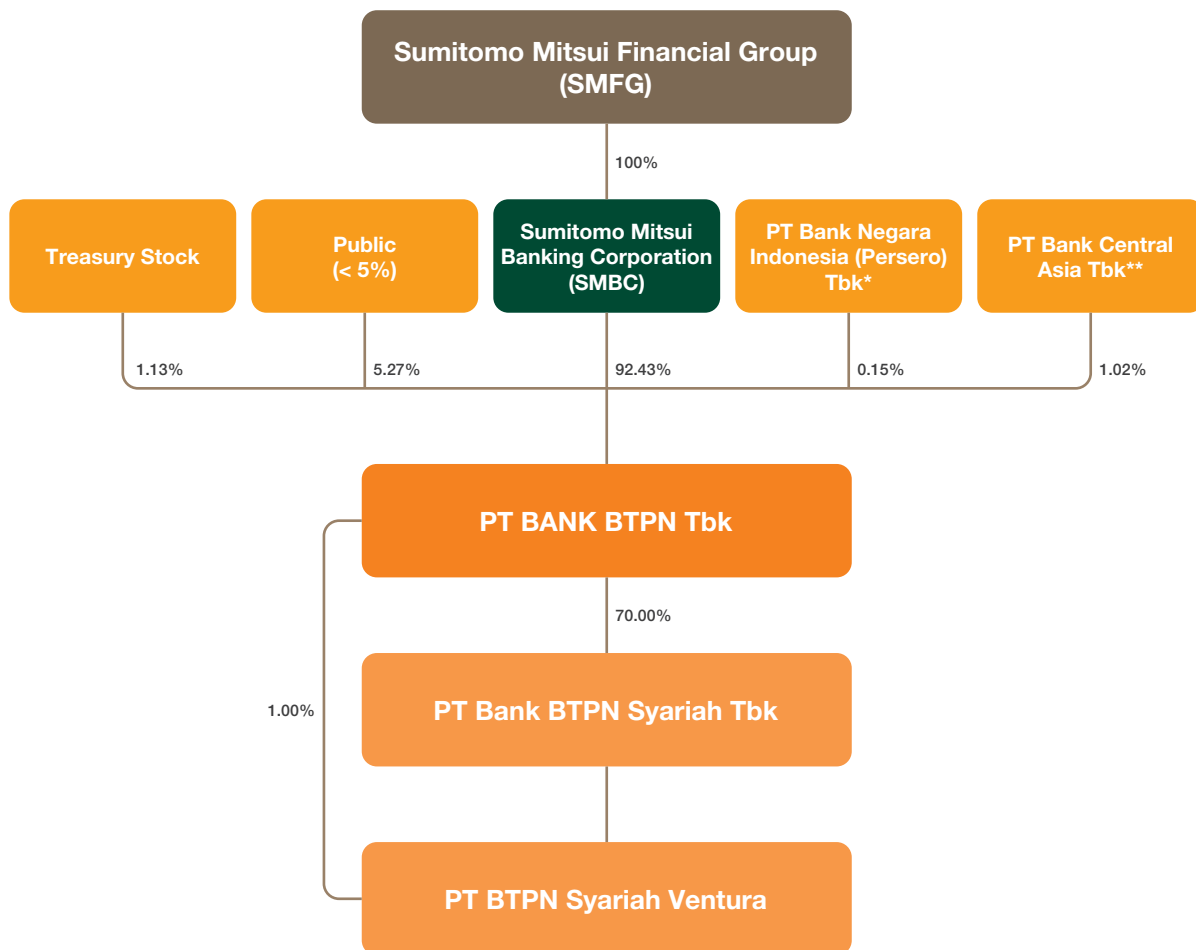 Sumitomo Mitsui Financial Group
(SMFG)
100%
Treasury Stock
Public
(< 5%)
Sumitomo Mitsui
Banking Corporation
(SMBC)
PT Bank Negara
Indonesia (Persero)
Tbk*
PT Bank Central
Asia Tbk**
1.13%
5.27%
92.43%
0.15%
1.02%
PT BANK BTPN Tbk
70.00%
PT Bank BTPN Syariah Tbk
1.00%
PT BTPN Syariah Ventura